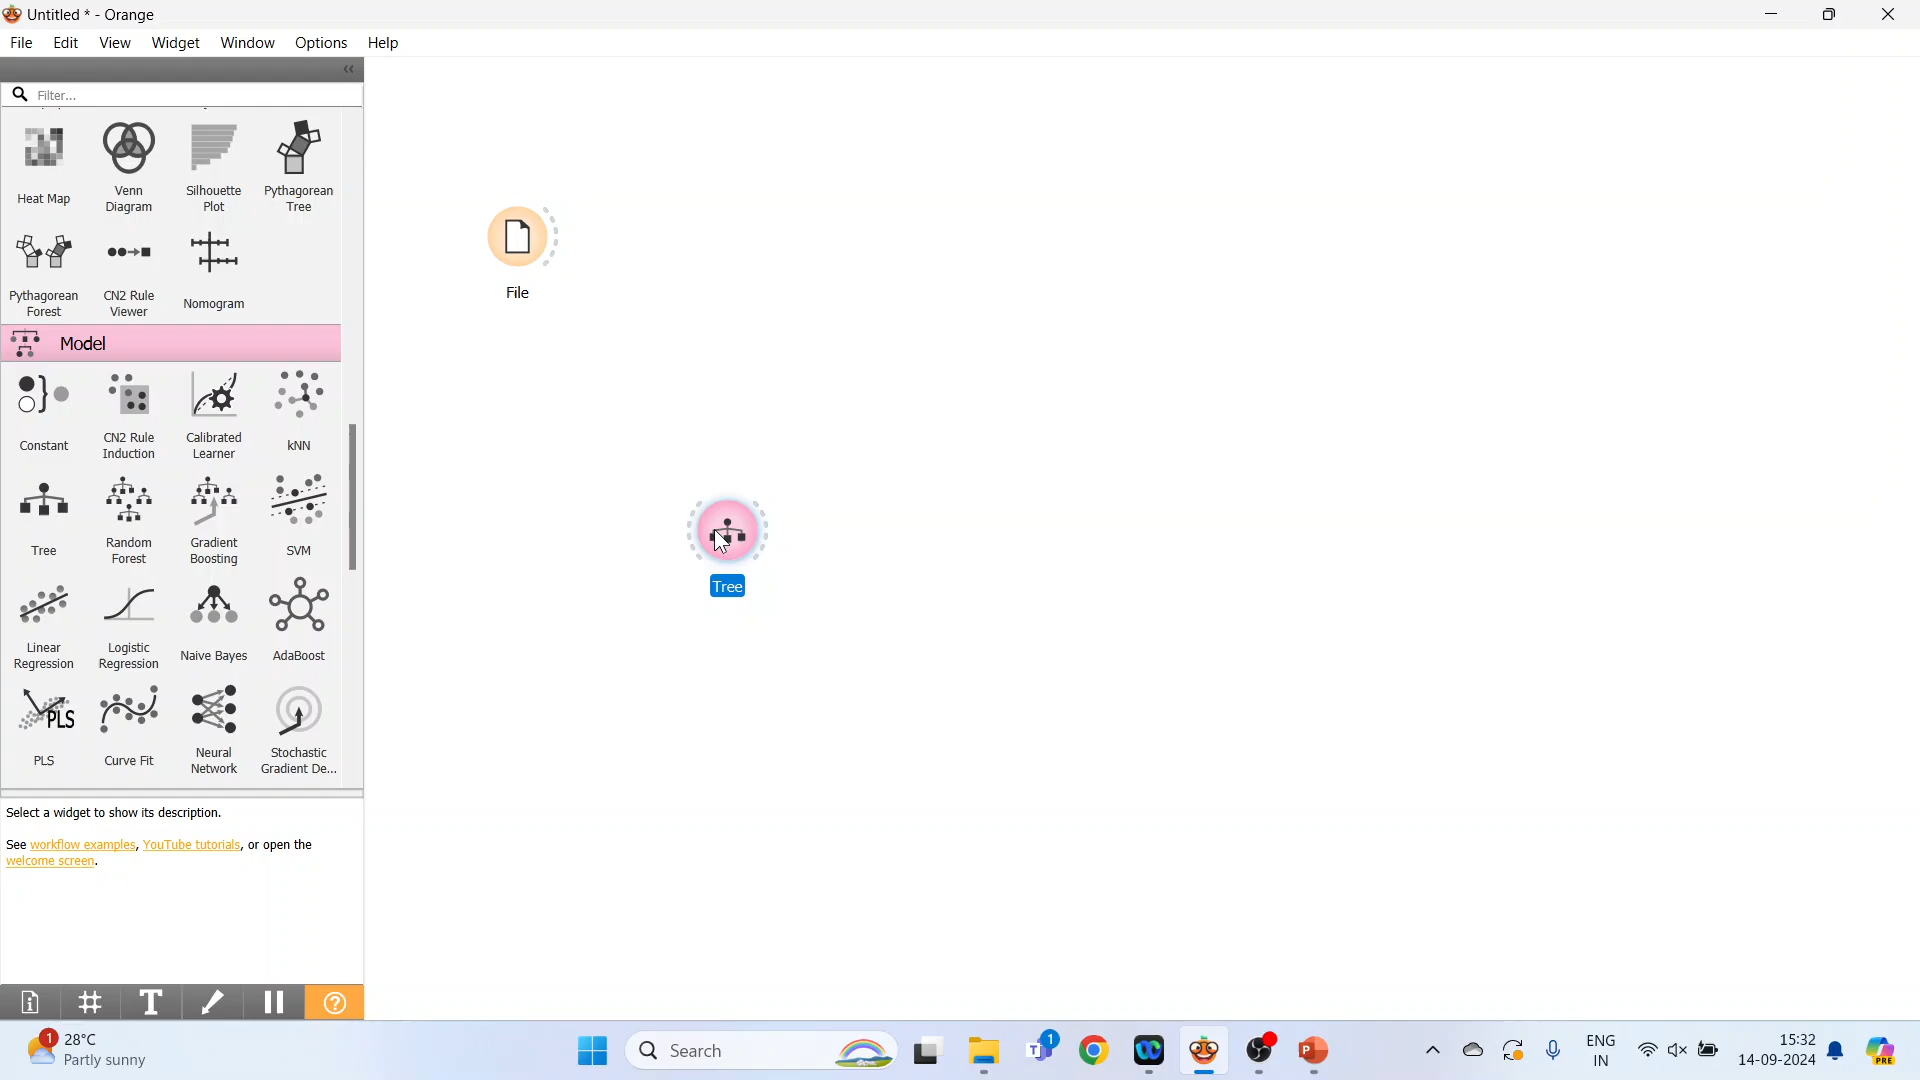 Untitled * - Orange
File Edit View Widget Window Options Help
Filter...
Heat Map
Venn
Diagram
Silhouette
Plot
Pythagorean
Tree
Pythagorean
Forest
CN2 Rule
Viewer
Nomogram
Model
Constant
CN2 Rule
Induction
Calibrated
Learner
kNN
Tree
Random
Forest
Gradient
Boosting
SVM
Linear
Regression
Logistic
Regression
Naive Bayes
AdaBoost
PLS
PLS
Curve Fit
Neural
Network
Stochastic
Gradient De...
Select a widget to show its description.
See workflow examples, YouTube tutorials, or open the
welcome screen.
File
Tree
1
28°C
Partly sunny
Search
1
ENG
IN
15:32
14-09-2024
PRE